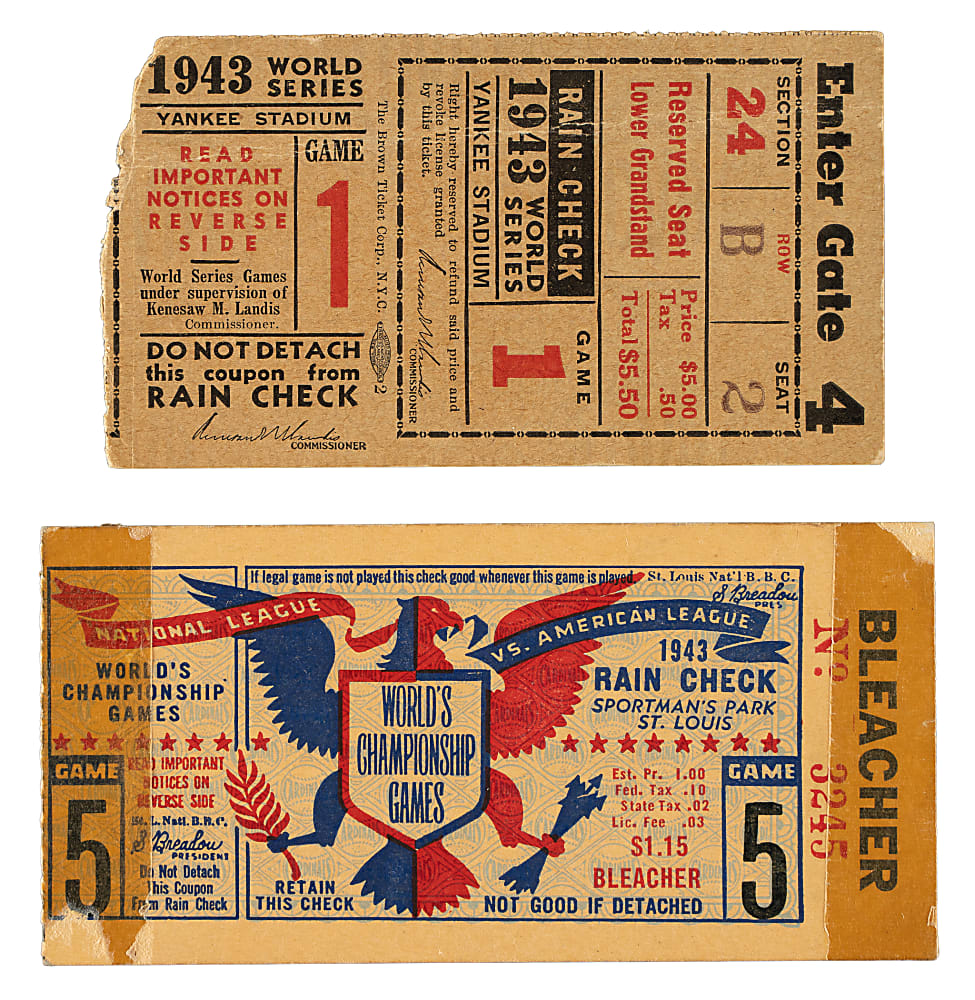 1943 WORLD SERIES
YANKEE STADIUM
READ
IMPORTANT
NOTICES ON
REVERSE
SIDE
GAME
1
World Series Games
under supervision of
Kenesaw M. Landis
Commissioner.
DO NOT DETACH
this coupon from
RAIN CHECK
COMMISSIONER
The Brown Ticket Corp., N.Y.C.
2
Right hereby reserved to refund said price and
revoke license granted
by this ticket.
COMMISSIONER
YANKEE STADIUM
1943 WORLD SERIES
RAIN CHECK
GAME
1
Reserved Seat
Lower Grandstand
Price $5.00
Tax .50
Total $5.50
SECTION
24
ROW
B
SEAT
2
Enter Gate 4
NATIONAL LEAGUE
WORLD'S
CHAMPIONSHIP
GAMES
GAME
5
READ IMPORTANT
NOTICES ON
REVERSE SIDE
St. L. Natl. B.B.C.
S Breadon
PRESIDENT
Do Not Detach
This Coupon
From Rain Check
If legal game is not played this check good whenever this game is played.
St. Louis Nat'l B.B.C.
S Breadon
PRES
VS. AMERICAN LEAGUE
1943
RAIN CHECK
SPORTMAN'S PARK
ST. LOUIS
WORLD'S
CHAMPIONSHIP
GAMES
Est. Pr. 1.00
Fed. Tax .10
State Tax .02
Lic. Fee .03
$1.15
BLEACHER
RETAIN
THIS CHECK
NOT GOOD IF DETACHED
GAME
5
No. 3245
BLEACHER